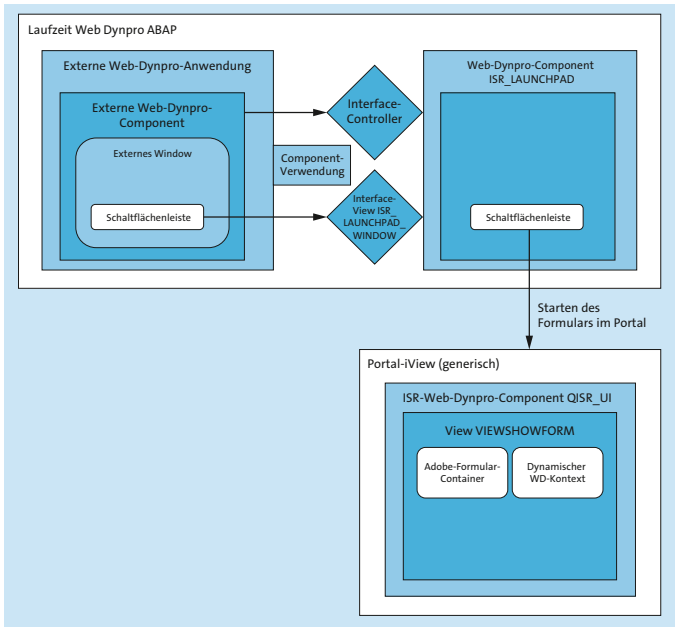 Laufzeit Web Dynpro ABAP
Externe Web-Dynpro-Anwendung
Externe Web-Dynpro-
Component
Externes Window
Schaltflächenleiste
Interface-
Controller
Component-
Verwendung
Interface-
View ISR_
LAUNCHPAD_
WINDOW
Web-Dynpro-Component
ISR_LAUNCHPAD
Schaltflächenleiste
Starten des
Formulars im Portal
Portal-iView (generisch)
ISR-Web-Dynpro-Component QISR_UI
View VIEWSHOWFORM
Adobe-Formular-
Container
Dynamischer
WD-Kontext